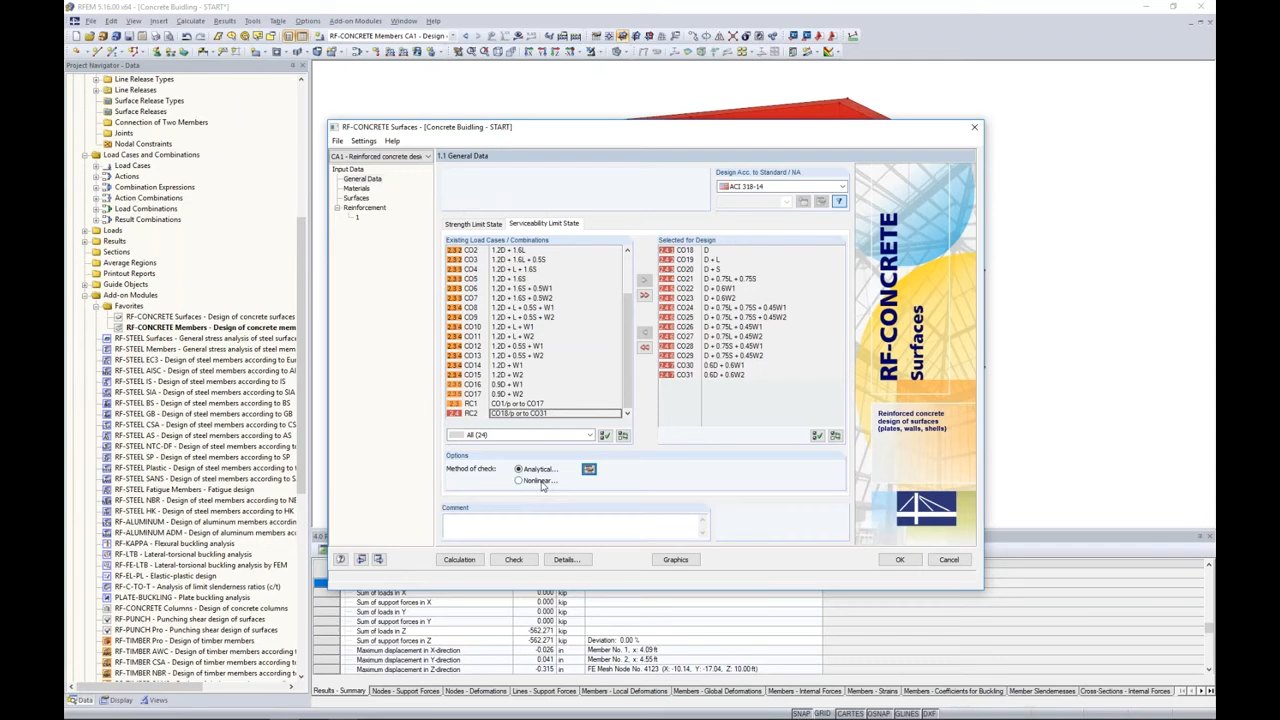 RFEM 5.16.00 x64 - [Concrete Buidling - START*]
File Edit View Insert Calculate Results Tools Table Options Add-on Modules Window Help
RF-CONCRETE Members CA1 - Design
Project Navigator - Data
Line Release Types
Line Releases
Surface Release Types
Surface Releases
Connection of Two Members
Joints
Nodal Constraints
Load Cases and Combinations
Load Cases
Actions
Combination Expressions
Action Combinations
Load Combinations
Result Combinations
Loads
Results
Sections
Average Regions
Printout Reports
Guide Objects
Add-on Modules
Favorites
RF-CONCRETE Surfaces - Design of concrete surfaces
RF-CONCRETE Members - Design of concrete mem
RF-STEEL Surfaces - General stress analysis of steel surface
RF-STEEL Members - General stress analysis of steel memb
RF-STEEL EC3 - Design of steel members according to Eu
RF-STEEL AISC - Design of steel members according to A
RF-STEEL IS - Design of steel members according to IS
RF-STEEL SIA - Design of steel members according to SIA
RF-STEEL BS - Design of steel members according to BS
RF-STEEL GB - Design of steel members according to GB
RF-STEEL CSA - Design of steel members according to CS
RF-STEEL AS - Design of steel members according to AS
RF-STEEL NTC-DF - Design of steel members according to
RF-STEEL SP - Design of steel members according to SP
RF-STEEL Plastic - Design of steel members according to
RF-STEEL SANS - Design of steel members according to S
RF-STEEL Fatigue Members - Fatigue design
RF-STEEL NBR - Design of steel members according to N
RF-STEEL HK - Design of steel members according to HK
RF-ALUMINUM - Design of aluminum members accordin
RF-ALUMINUM ADM - Design of aluminum members acc
RF-KAPPA - Flexural buckling analysis
RF-LTB - Lateral-torsional buckling analysis
RF-FE-LTB - Lateral-torsional buckling analysis by FEM
RF-EL-PL - Elastic-plastic design
RF-C-TO-T - Analysis of limit slenderness ratios (c/t)
PLATE-BUCKLING - Plate buckling analysis
RF-CONCRETE Columns - Design of concrete columns
RF-PUNCH - Punching shear design of surfaces
RF-PUNCH Pro - Punching shear design of surfaces
RF-TIMBER Pro - Design of timber members
RF-TIMBER AWC - Design of timber members according
RF-TIMBER CSA - Design of timber members according to
RF-TIMBER NBR - Design of timber members according to
Data Display Views
RF-CONCRETE Surfaces - [Concrete Buidling - START]
File Settings Help
CA1 - Reinforced concrete desi
1.1 General Data
Input Data
General Data
Materials
Surfaces
Reinforcement
1
Design Acc. to Standard / NA
ACI 318-14
Strength Limit State Serviceability Limit State
Existing Load Cases / Combinations
CO2 1.2D + 1.6L
CO3 1.2D + 1.6L + 0.5S
CO4 1.2D + L + 1.6S
CO5 1.2D + 1.6S
CO6 1.2D + 1.6S + 0.5W1
CO7 1.2D + 1.6S + 0.5W2
CO8 1.2D + L + 0.5S + W1
CO9 1.2D + L + 0.5S + W2
CO10 1.2D + L + W1
CO11 1.2D + L + W2
CO12 1.2D + 0.5S + W1
CO13 1.2D + 0.5S + W2
CO14 1.2D + W1
CO15 1.2D + W2
CO16 0.9D + W1
CO17 0.9D + W2
RC1 CO1/p or to CO17
RC2 CO18/p or to CO31
All (24)
Selected for Design
CO18 D
CO19 D + L
CO20 D + S
CO21 D + 0.75L + 0.75S
CO22 D + 0.6W1
CO23 D + 0.6W2
CO24 D + 0.75L + 0.75S + 0.45W1
CO25 D + 0.75L + 0.75S + 0.45W2
CO26 D + 0.75L + 0.45W1
CO27 D + 0.75L + 0.45W2
CO28 D + 0.75S + 0.45W1
CO29 D + 0.75S + 0.45W2
CO30 0.6D + 0.6W1
CO31 0.6D + 0.6W2
Options
Method of check:
Analytical...
Nonlinear...
Comment
Calculation Check Details... Graphics OK Cancel
RF-CONCRETE
Surfaces
Reinforced concrete
design of surfaces
(plates, walls, shells)
Sum of loads in X 0.000 kip
Sum of support forces in X 0.000 kip
Sum of loads in Y 0.000 kip
Sum of support forces in Y 0.000 kip
Sum of loads in Z -562.271 kip
Sum of support forces in Z -562.271 kip Deviation: 0.00 %
Maximum displacement in X-direction -0.026 in Member No. 1, x: 4.09 ft
Maximum displacement in Y-direction 0.041 in Member No. 2, x: 4.55 ft
Maximum displacement in Z-direction -0.315 in FE Mesh Node No. 4123 (X: -10.14, Y: -17.04, Z: 10.00 ft)
Results - Summary Nodes - Support Forces Nodes - Deformations Lines - Support Forces Members - Local Deformations Members - Global Deformations Members - Internal Forces Members - Strains Members - Coefficients for Buckling Member Slendernesses Cross-Sections - Internal Forces
SNAP GRID CARTES OSNAP GLINES DXF